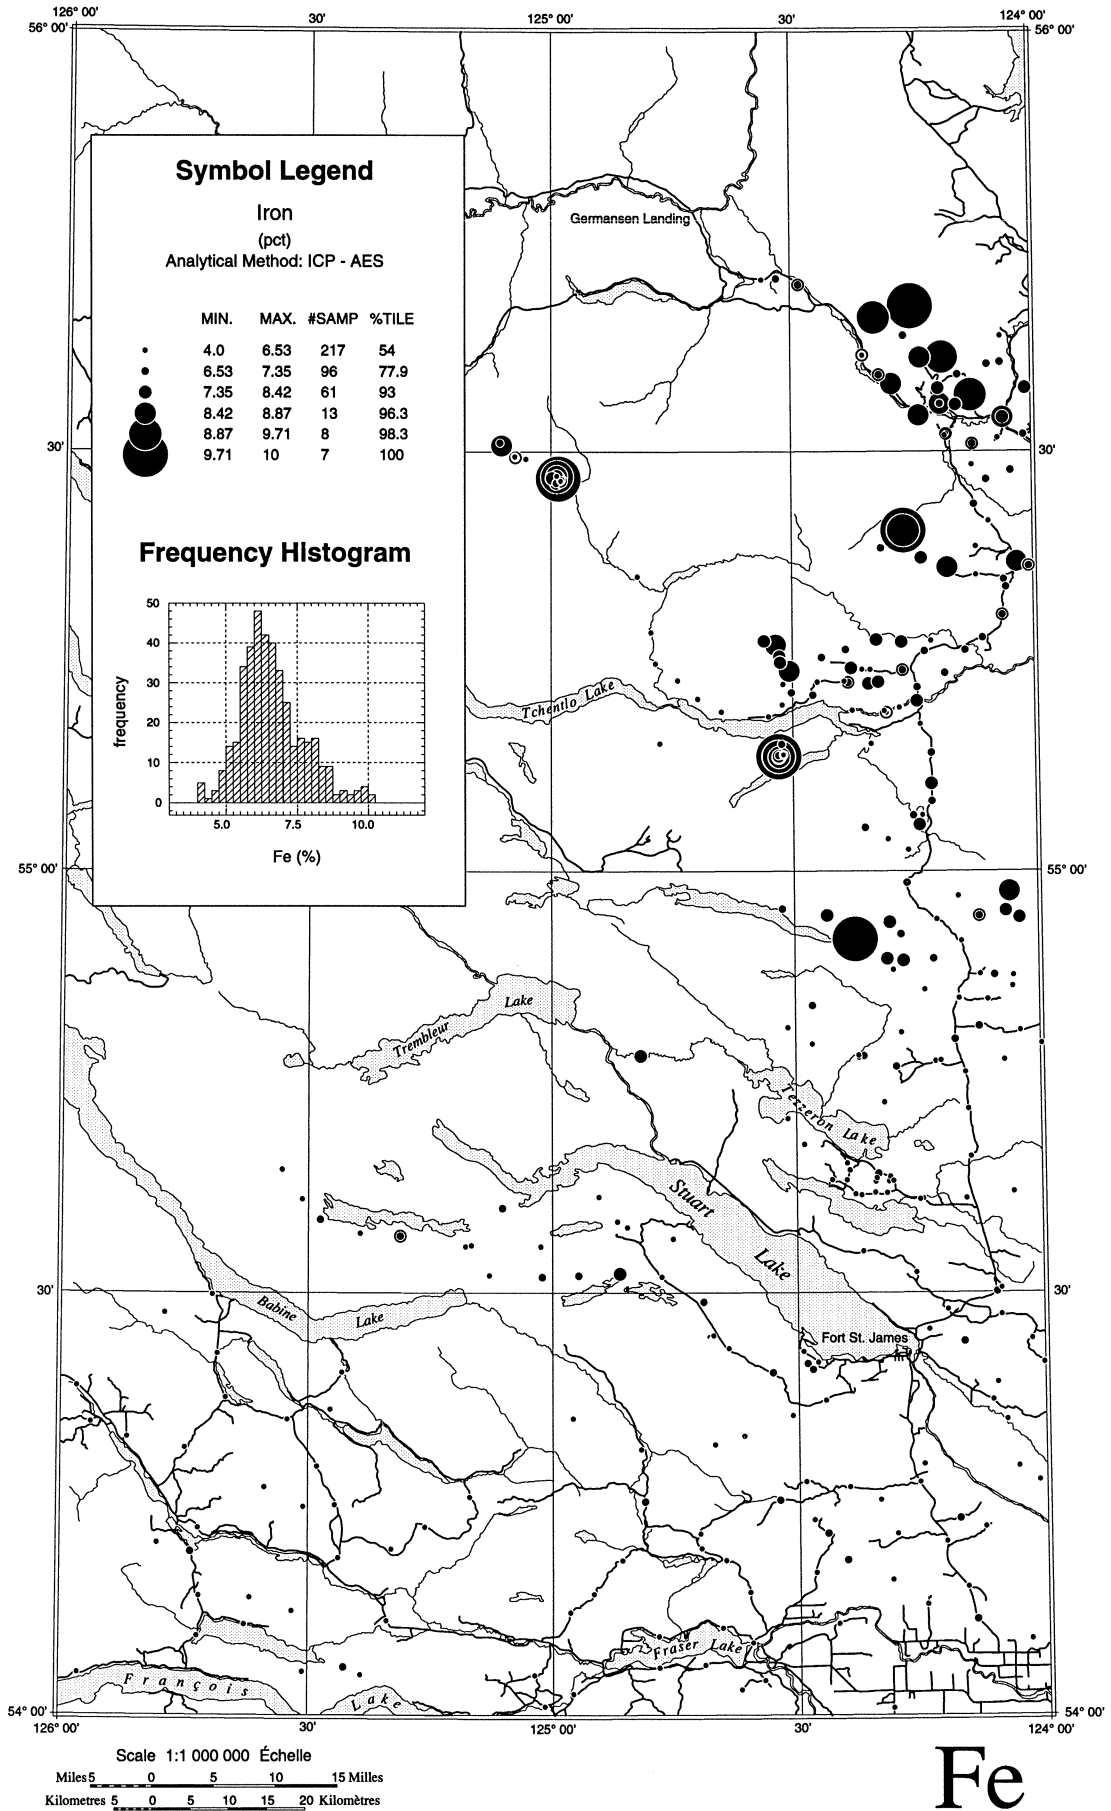 126° 00' 30' 125° 00' 30' 124° 00'
56° 00' 56° 00'
Symbol Legend
Iron
(pct)
Analytical Method: ICP - AES
MIN. MAX. #SAMP %TILE
4.0 6.53 217 54
6.53 7.35 96 77.9
7.35 8.42 61 93
8.42 8.87 13 96.3
8.87 9.71 8 98.3
9.71 10 7 100
Germansen Landing
30' 30'
Frequency Histogram
50
40
30
20
10
0
frequency
5.0 7.5 10.0
Fe (%)
Tchentlo Lake
55° 00' 55° 00'
Trembleur Lake
Tezzeron Lake
Stuart Lake
30' 30'
Babine Lake
Fort St. James
Fraser Lake
François Lake
54° 00' 54° 00'
126° 00' 30' 125° 00' 30' 124° 00'
Scale 1:1 000 000 Échelle
Miles 5 0 5 10 15 Milles
Kilometres 5 0 5 10 15 20 Kilomètres
Fe